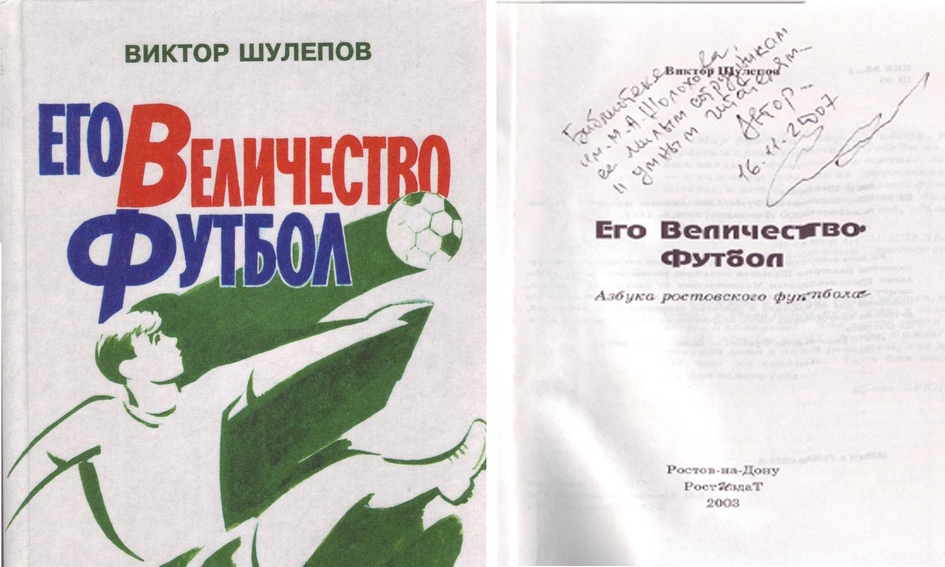 ВИКТОР ШУЛЕПОВ
ЕГО ВЕЛИЧЕСТВО
ФУТБОЛ
Виктор Шулепов
Библиотеке
им. М.А. Шолохова,
ее милым сотрудникам
и умным читателям –
Автор...
16.11.2007
Его Величество
Футбол
Азбука ростовского футбола
Ростов-на-Дону
РостИздаТ
2003